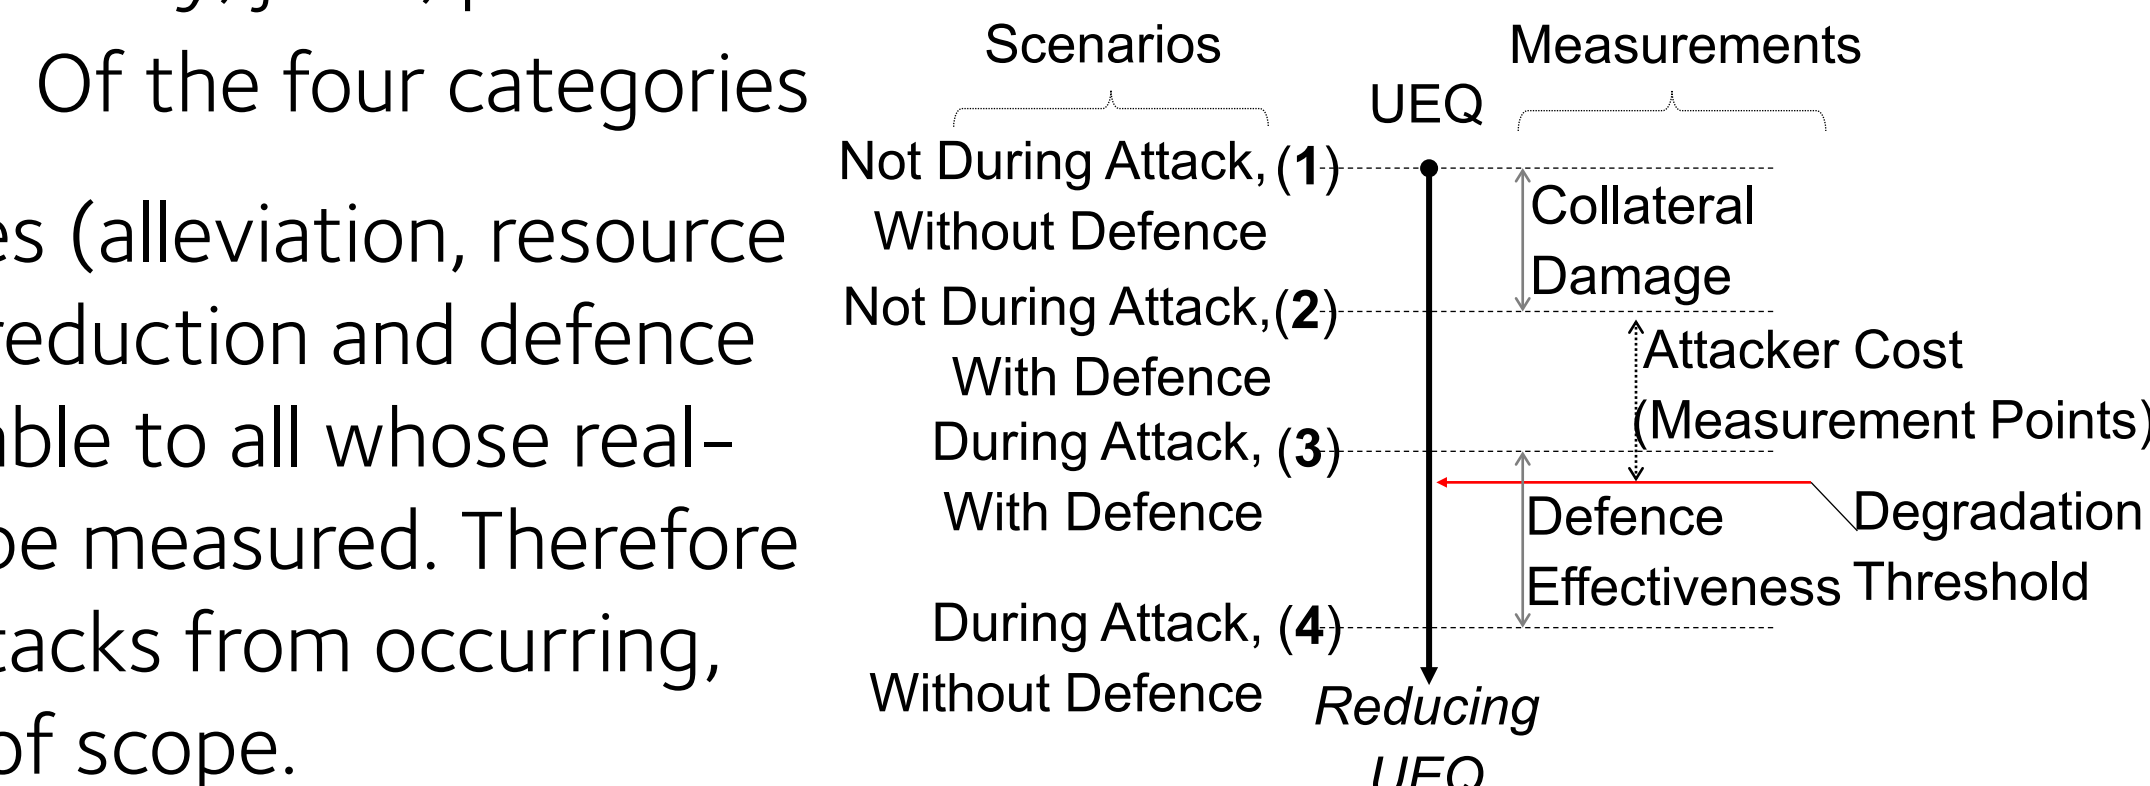 Of the four categories
es (alleviation, resource
reduction and defence
able to all whose real-
be measured. Therefore
tacks from occurring,
of scope.
Scenarios
Not During Attack, (1)
Without Defence
Not During Attack,(2)
With Defence
During Attack, (3)
With Defence
During Attack, (4)
Without Defence
UEQ
Reducing
UEQ
Measurements
Collateral
Damage
Attacker Cost
(Measurement Points)
Defence
Effectiveness
Degradation
Threshold